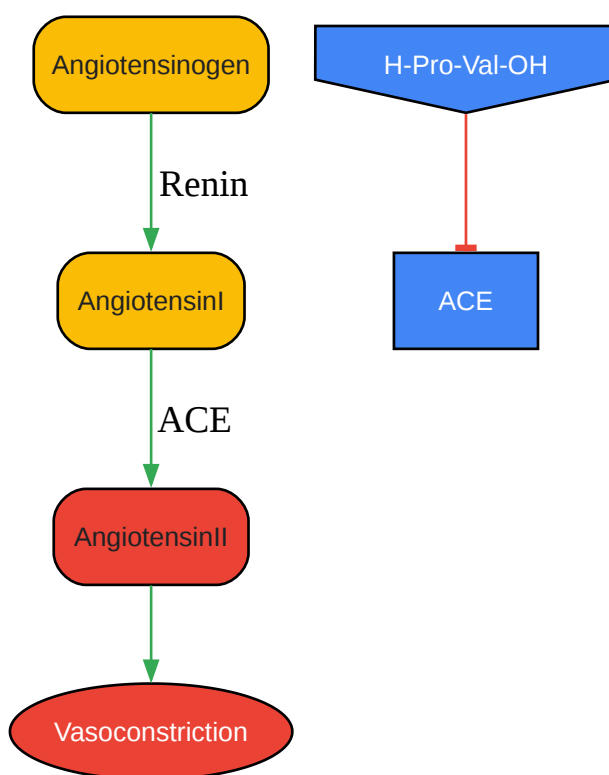 Angiotensinogen
H-Pro-Val-OH
Renin
AngiotensinI
ACE
ACE
AngiotensinII
Vasoconstriction